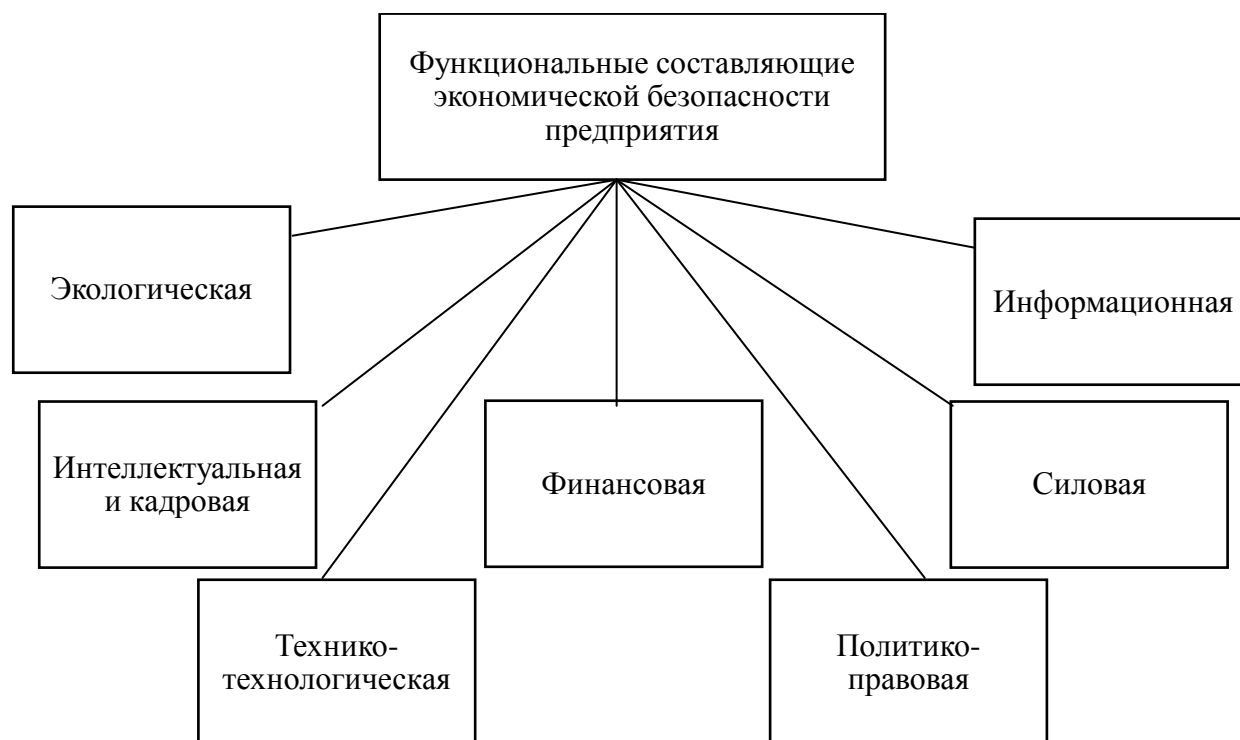 Функциональные составляющие
экономической безопасности
предприятия
Экологическая
Информационная
Интеллектуальная
и кадровая
Финансовая
Силовая
Технико-
технологическая
Политико-
правовая